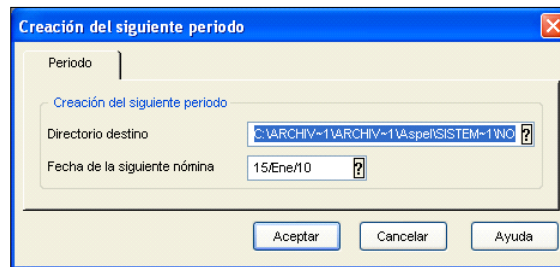 Creación del siguiente periodo
Periodo
Creación del siguiente periodo
Directorio destino C:\ARCHIV~1\ARCHIV~1\Aspel\SISTEM~1\NO ?
Fecha de la siguiente nómina 15/Ene/10 ?
Aceptar Cancelar Ayuda